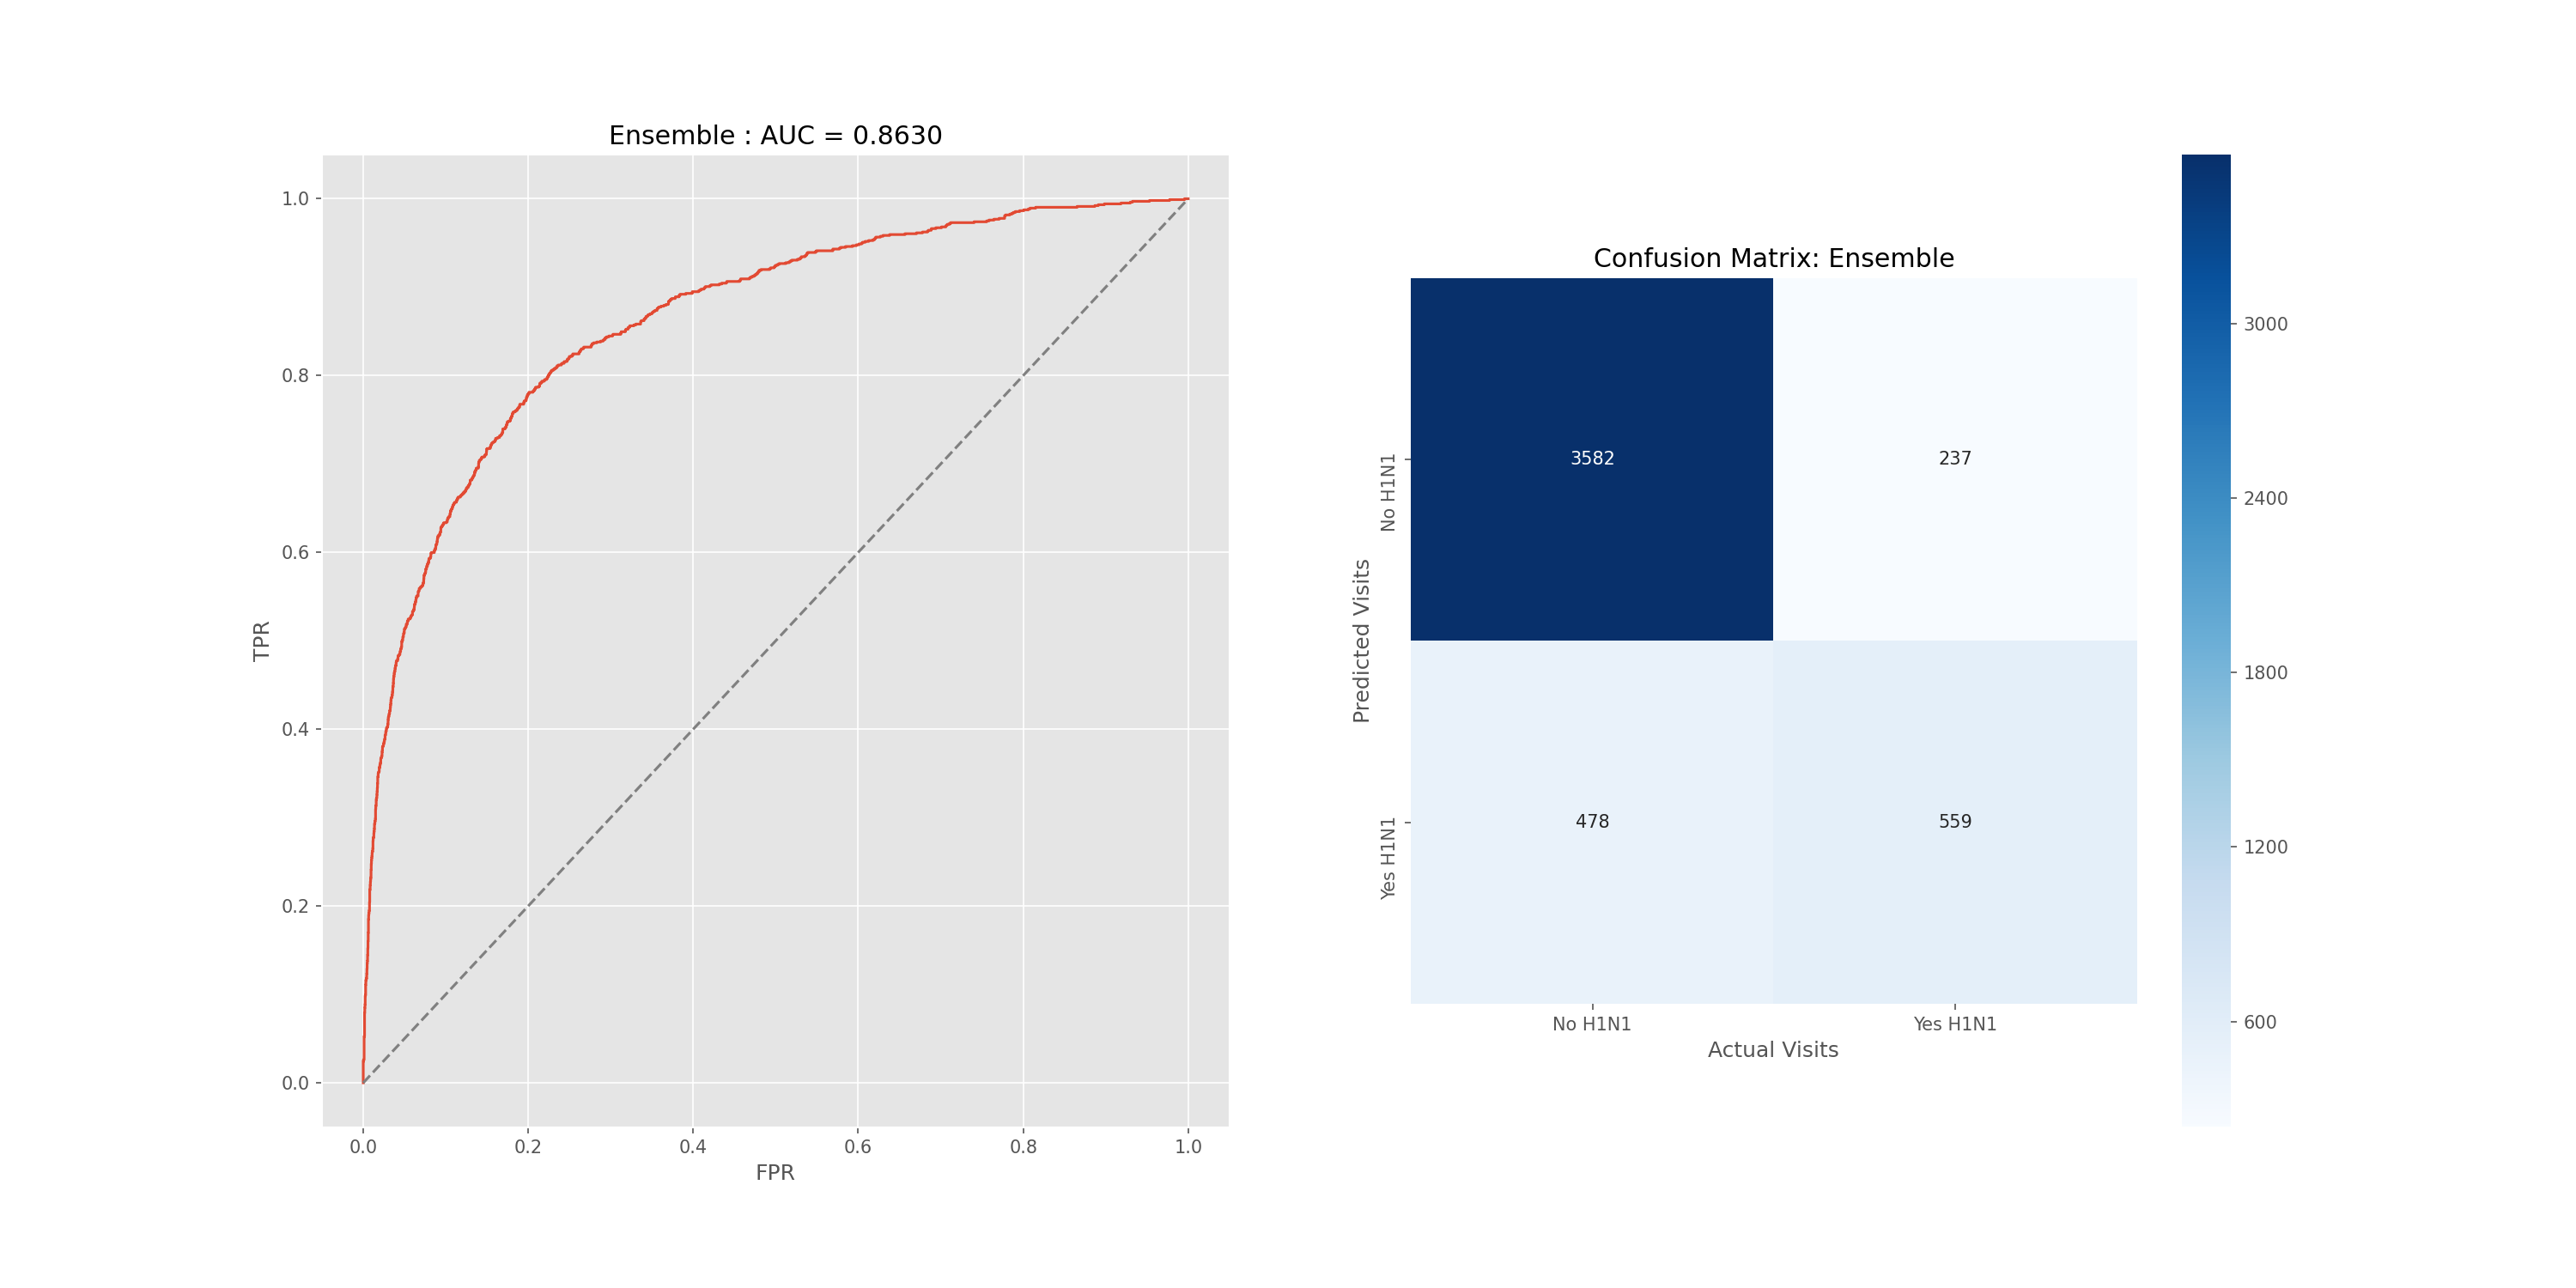 Ensemble : AUC = 0.8630
1.0
0.8
0.6
0.4
0.2
0.0
TPR
0.0 0.2 0.4 0.6 0.8 1.0
FPR
Confusion Matrix: Ensemble
Predicted Visits
No H1N1
Yes H1N1
3582 237
478 559
No H1N1 Yes H1N1
Actual Visits
3000
2400
1800
1200
600